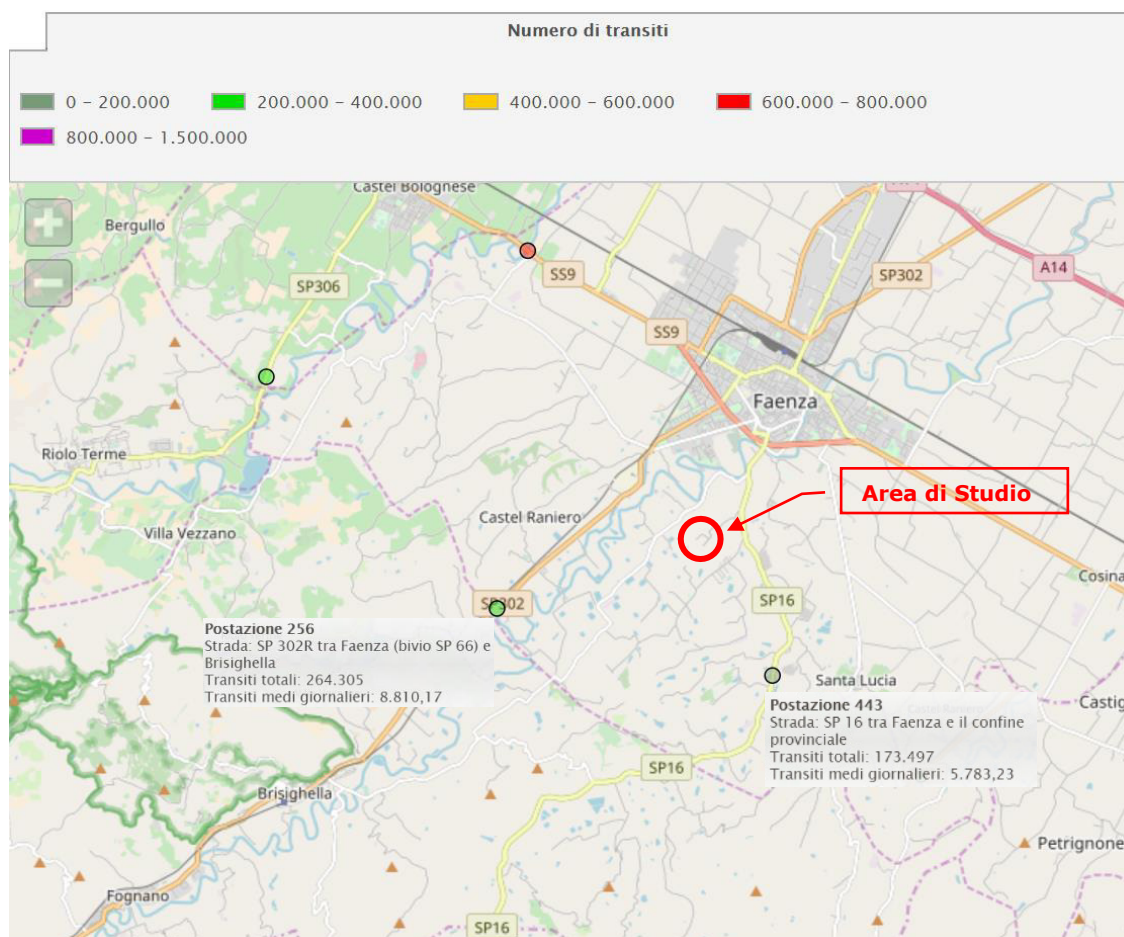 Numero di transiti
0 - 200.000
200.000 - 400.000
400.000 - 600.000
600.000 - 800.000
800.000 - 1.500.000
Castel Bolognese
Bergullo
SP306
SS9
SP302
A14
SS9
Faenza
Riolo Terme
Area di Studio
Castel Raniero
Villa Vezzano
Cosina
SP302
SP16
Postazione 256
Strada: SP 302R tra Faenza (bivio SP 66) e
Brisighella
Transiti totali: 264.305
Transiti medi giornalieri: 8.810,17
Santa Lucia
Castig
Postazione 443
Strada: SP 16 tra Faenza e il confine
provinciale
Transiti totali: 173.497
Transiti medi giornalieri: 5.783,23
SP16
Brisighella
Petrignone
Fognano
SP16